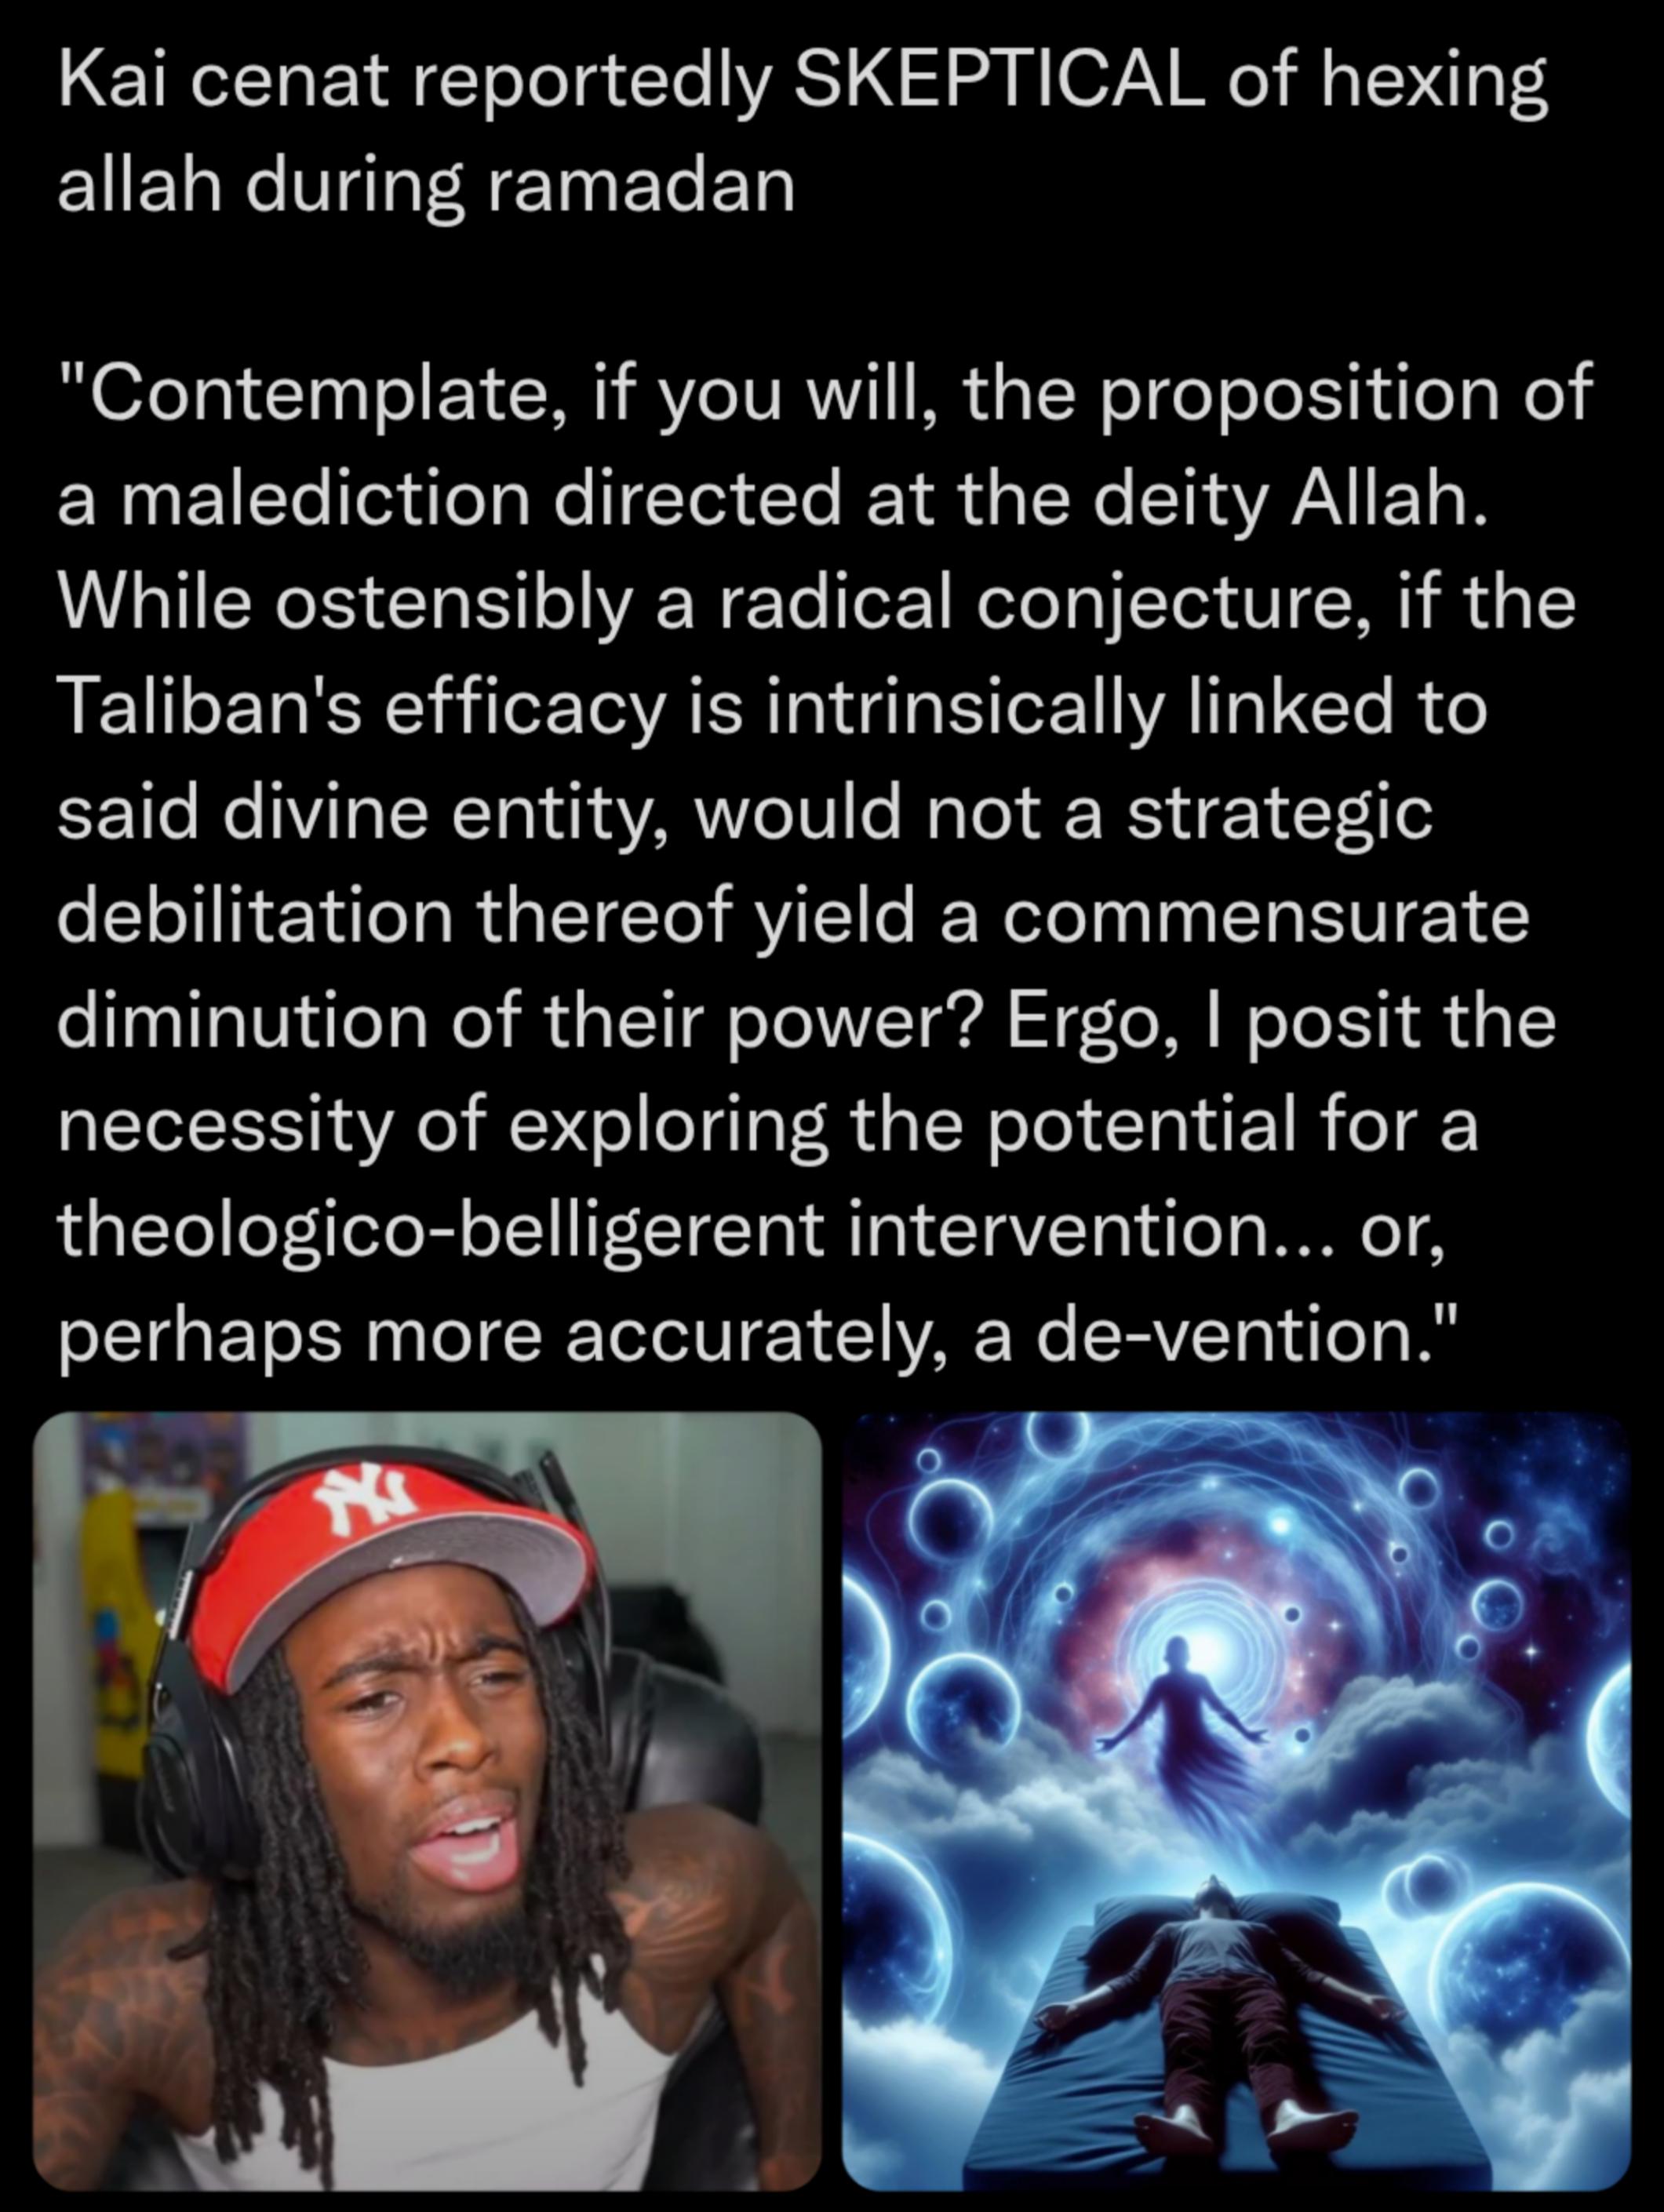 Kai cenat reportedly SKEPTICAL of hexing
allah during ramadan
"Contemplate, if you will, the proposition of
a malediction directed at the deity Allah.
While ostensibly a radical conjecture, if the
Taliban's efficacy is intrinsically linked to
said divine entity, would not a strategic
debilitation thereof yield a commensurate
diminution of their power? Ergo, I posit the
necessity of exploring the potential for a
theologico-belligerent intervention... or,
perhaps more accurately, a de-vention."
NY